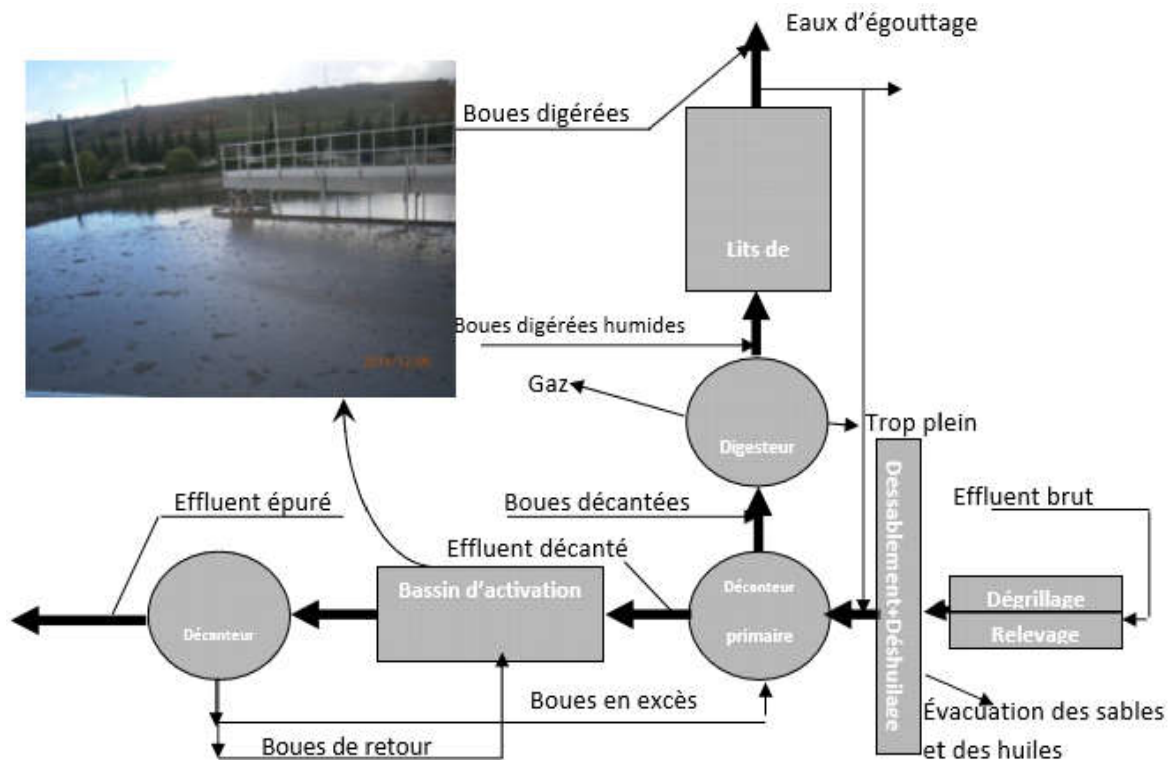 Eaux d'égouttage
Boues digérées
Lits de
Boues digérées humides
Gaz
Digesteur
Trop plein
Dessablement+Déshuilage
Effluent brut
Boues décantées
Effluent épuré
Effluent décanté
Bassin d'activation
Décanteur
primaire
Dégrillage
Relevage
Décanteur
Boues en excès
Boues de retour
Évacuation des sables
et des huiles